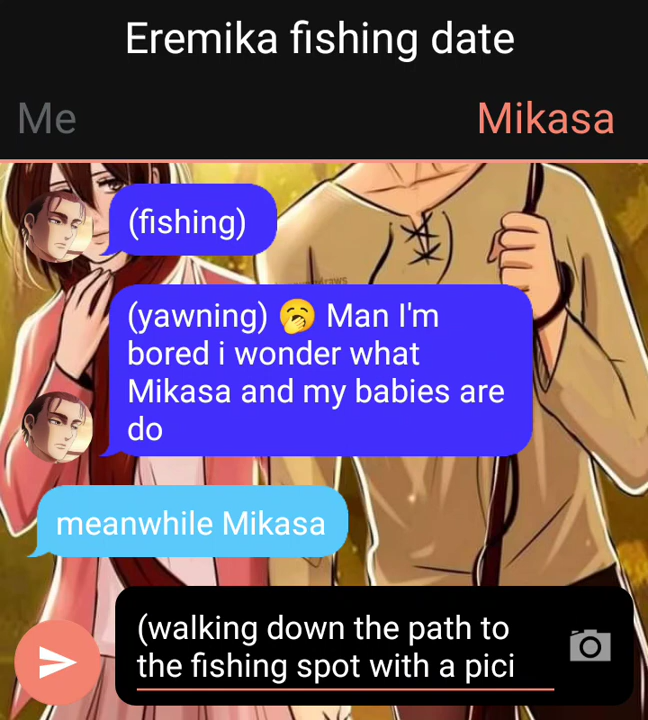 Eremika fishing date
Me
Mikasa
(fishing)
(yawning) 🥱 Man I'm
bored i wonder what
Mikasa and my babies are
do
meanwhile Mikasa
(walking down the path to
the fishing spot with a pici